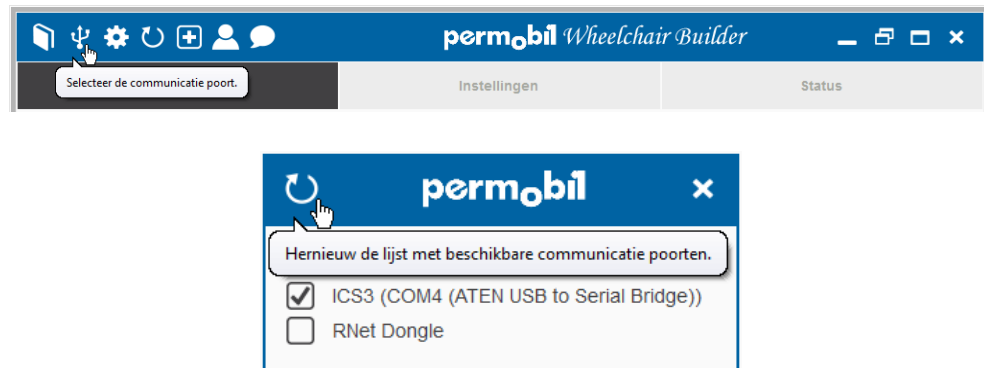 permobil Wheelchair Builder
Selecteer de communicatie poort.
Instellingen
Status
permobil
Hernieuw de lijst met beschikbare communicatie poorten.
ICS3 (COM4 (ATEN USB to Serial Bridge))
RNet Dongle